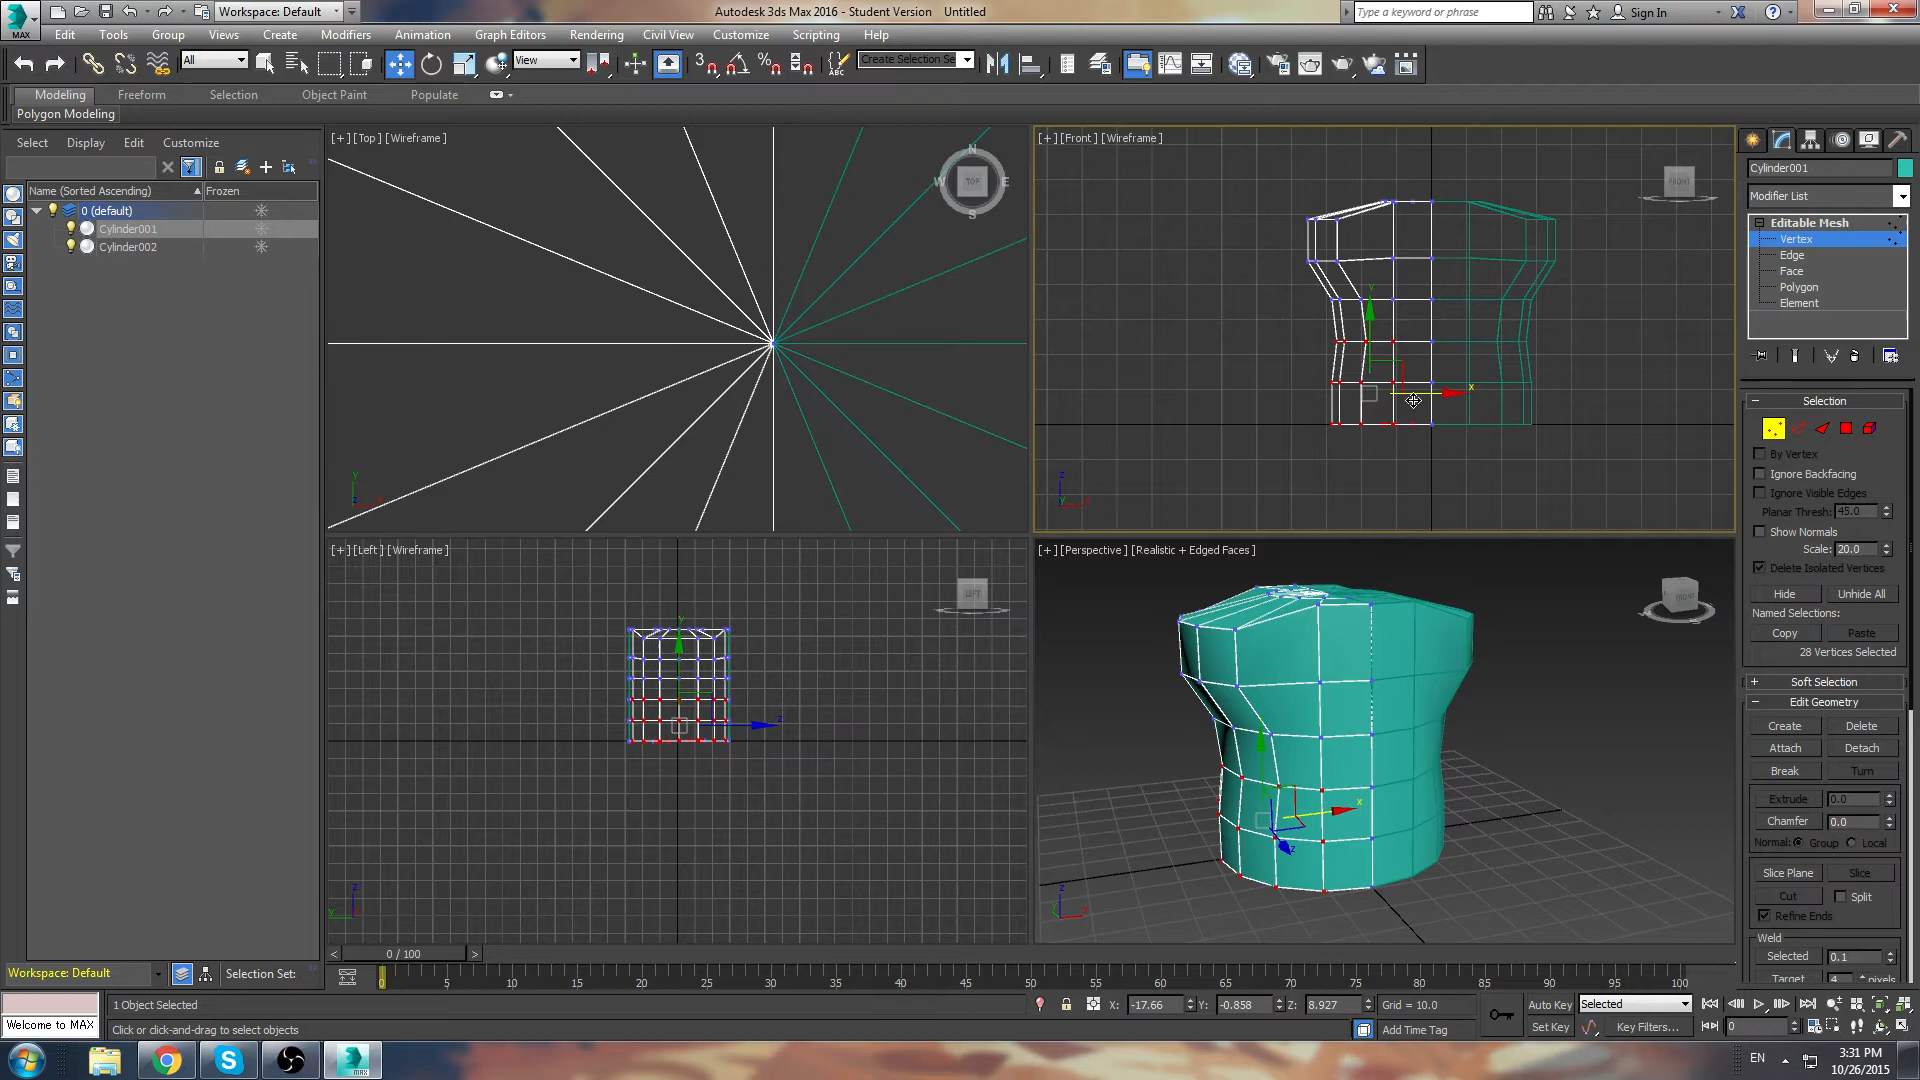 Workspace: Default
Autodesk 3ds Max 2016 - Student Version    Untitled
Type a keyword or phrase
Sign In
MAX
Edit Tools Group Views Create Modifiers Animation Graph Editors Rendering Civil View Customize Scripting Help
All
View
Create Selection Se
Modeling Freeform Selection Object Paint Populate
Polygon Modeling
Select Display Edit Customize
Name (Sorted Ascending) Frozen
0 (default)
Cylinder001
Cylinder002
[+] [Top] [Wireframe]
TOP
N
W
E
S
[+] [Front] [Wireframe]
FRONT
[+] [Left] [Wireframe]
LEFT
[+] [Perspective] [Realistic + Edged Faces]
FRONT
Cylinder001
Modifier List
Editable Mesh
Vertex
Edge
Face
Polygon
Element
Selection
By Vertex
Ignore Backfacing
Ignore Visible Edges
Planar Thresh: 45.0
Show Normals
Scale: 20.0
Delete Isolated Vertices
Hide Unhide All
Named Selections:
Copy Paste
28 Vertices Selected
Soft Selection
Edit Geometry
Create Delete
Attach Detach
Break Turn
Extrude 0.0
Chamfer 0.0
Normal: Group Local
Slice Plane Slice
Cut Split
Refine Ends
Weld
Selected 0.1
Target 4 pixels
0 / 100
Workspace: Default
Selection Set:
0 5 10 15 20 25 30 35 40 45 50 55 60 65 70 75 80 85 90 95 100
1 Object Selected
X: -17.66 Y: -0.858 Z: 8.927
Grid = 10.0
Auto Key
Selected
Welcome to MAX
Click or click-and-drag to select objects
Add Time Tag
Set Key
Key Filters...
0
EN
3:31 PM
10/26/2015